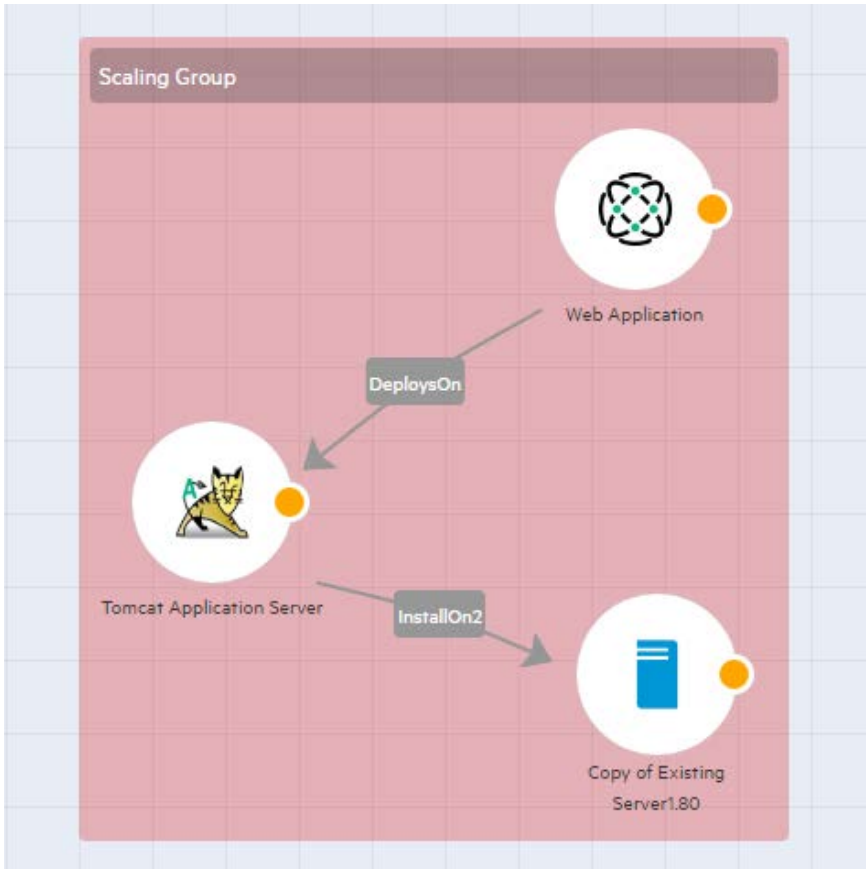 Scaling Group
Web Application
DeploysOn
Tomcat Application Server
InstallOn2
Copy of Existing
Server1.80